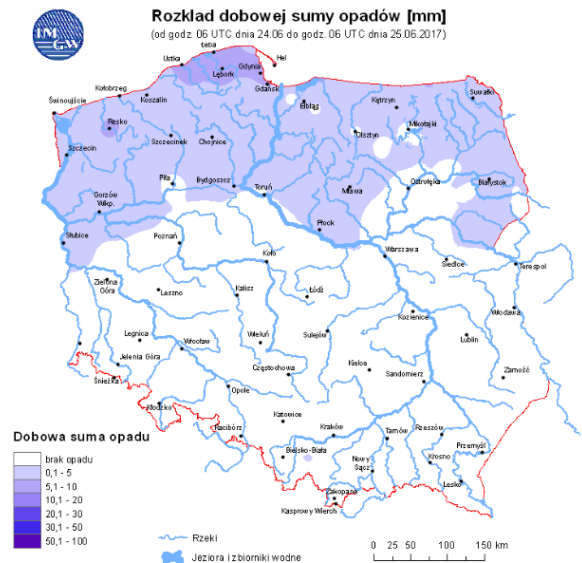 IM
GW
Rozkład dobowej sumy opadów [mm]
(od godz. 06 UTC dnia 24.06 do godz. 06 UTC dnia 25.06.2017)
Łeba
Ustka
Hel
Gdynia
Lębork
Gdańsk
Kołobrzeg
Koszalin
Świnoujście
Resko
Elbląg
Kętrzyn
Suwałki
Szczecinek
Chojnice
Olsztyn
Mikołajki
Szczecin
Piła
Bydgoszcz
Toruń
Mława
Ostrołęka
Białystok
Gorzów
Wlkp.
Płock
Słubice
Poznań
Koło
Warszawa
Siedlce
Terespol
Zielona
Góra
Leszno
Kalisz
Łódź
Kozienice
Włodawa
Legnica
Wrocław
Wieluń
Sulejów
Lublin
Jelenia Góra
Śnieżka
Częstochowa
Kielce
Sandomierz
Zamość
Kłodzko
Opole
Racibórz
Katowice
Kraków
Tarnów
Rzeszów
Przemyśl
Bielsko-Biała
Nowy
Sącz
Krosno
Lesko
Zakopane
Kasprowy Wierch
Dobowa suma opadu
brak opadu
0,1 - 5
5,1 - 10
10,1 - 20
20,1 - 30
30,1 - 50
50,1 - 100
Rzeki
Jeziora i zbiorniki wodne
0 25 50 100 150 km